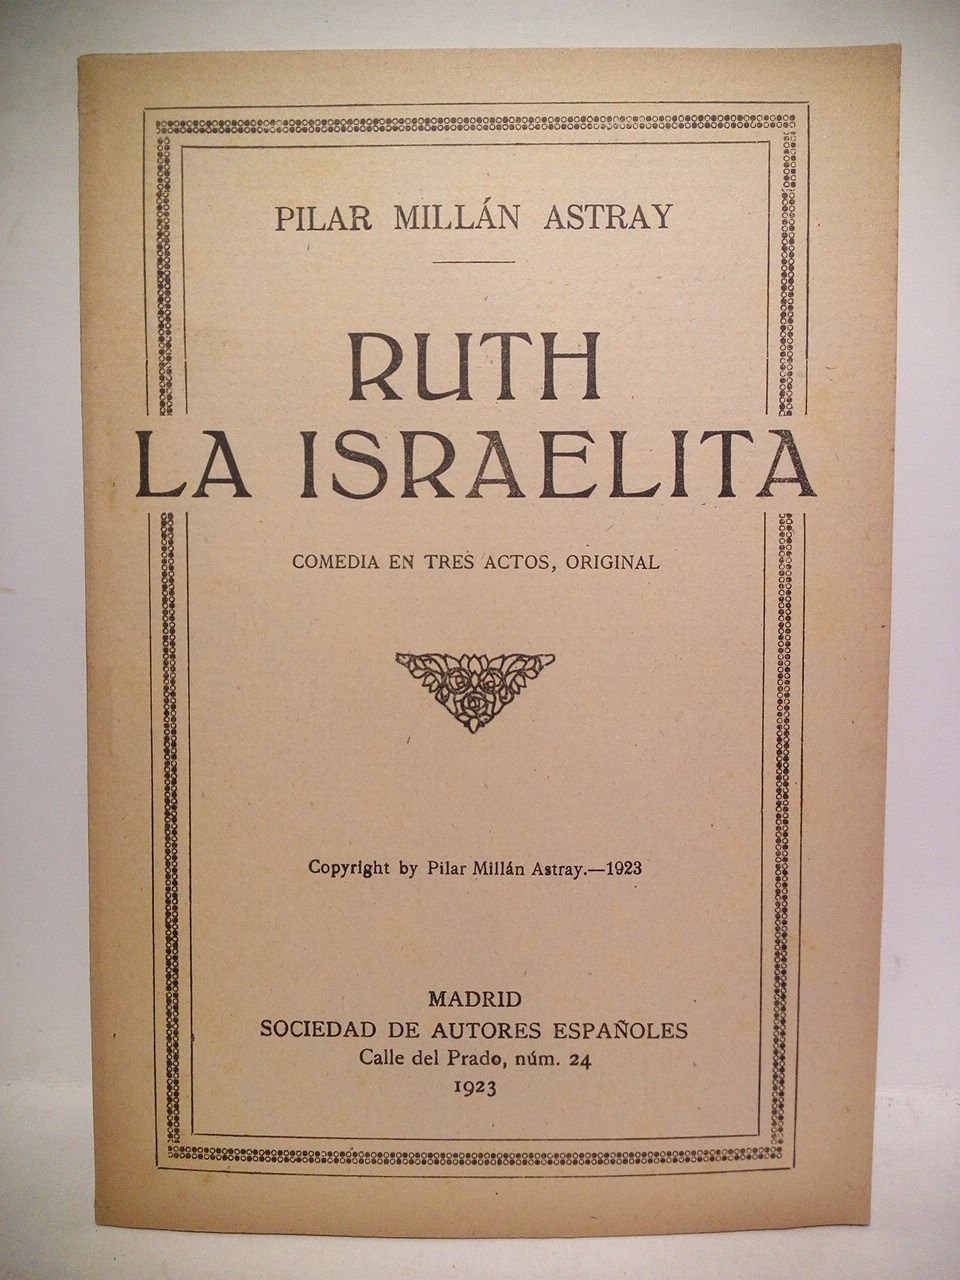 PILAR MILLÁN ASTRAY
RUTH
LA ISRAELITA
COMEDIA EN TRES ACTOS, ORIGINAL
Copyright by Pilar Millán Astray.—1923
MADRID
SOCIEDAD DE AUTORES ESPAÑOLES
Calle del Prado, núm. 24
1923